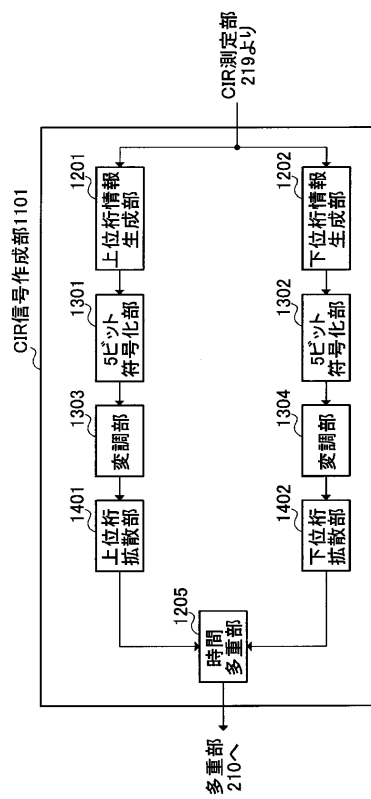 CIR信号作成部1101
CIR測定部
219より
1201
上位桁情報
生成部
1301
5ビット
符号化部
1303
変調部
1401
上位桁
拡散部
1202
下位桁情報
生成部
1302
5ビット
符号化部
1304
変調部
1402
下位桁
拡散部
1205
時間
多重部
多重部
210へ